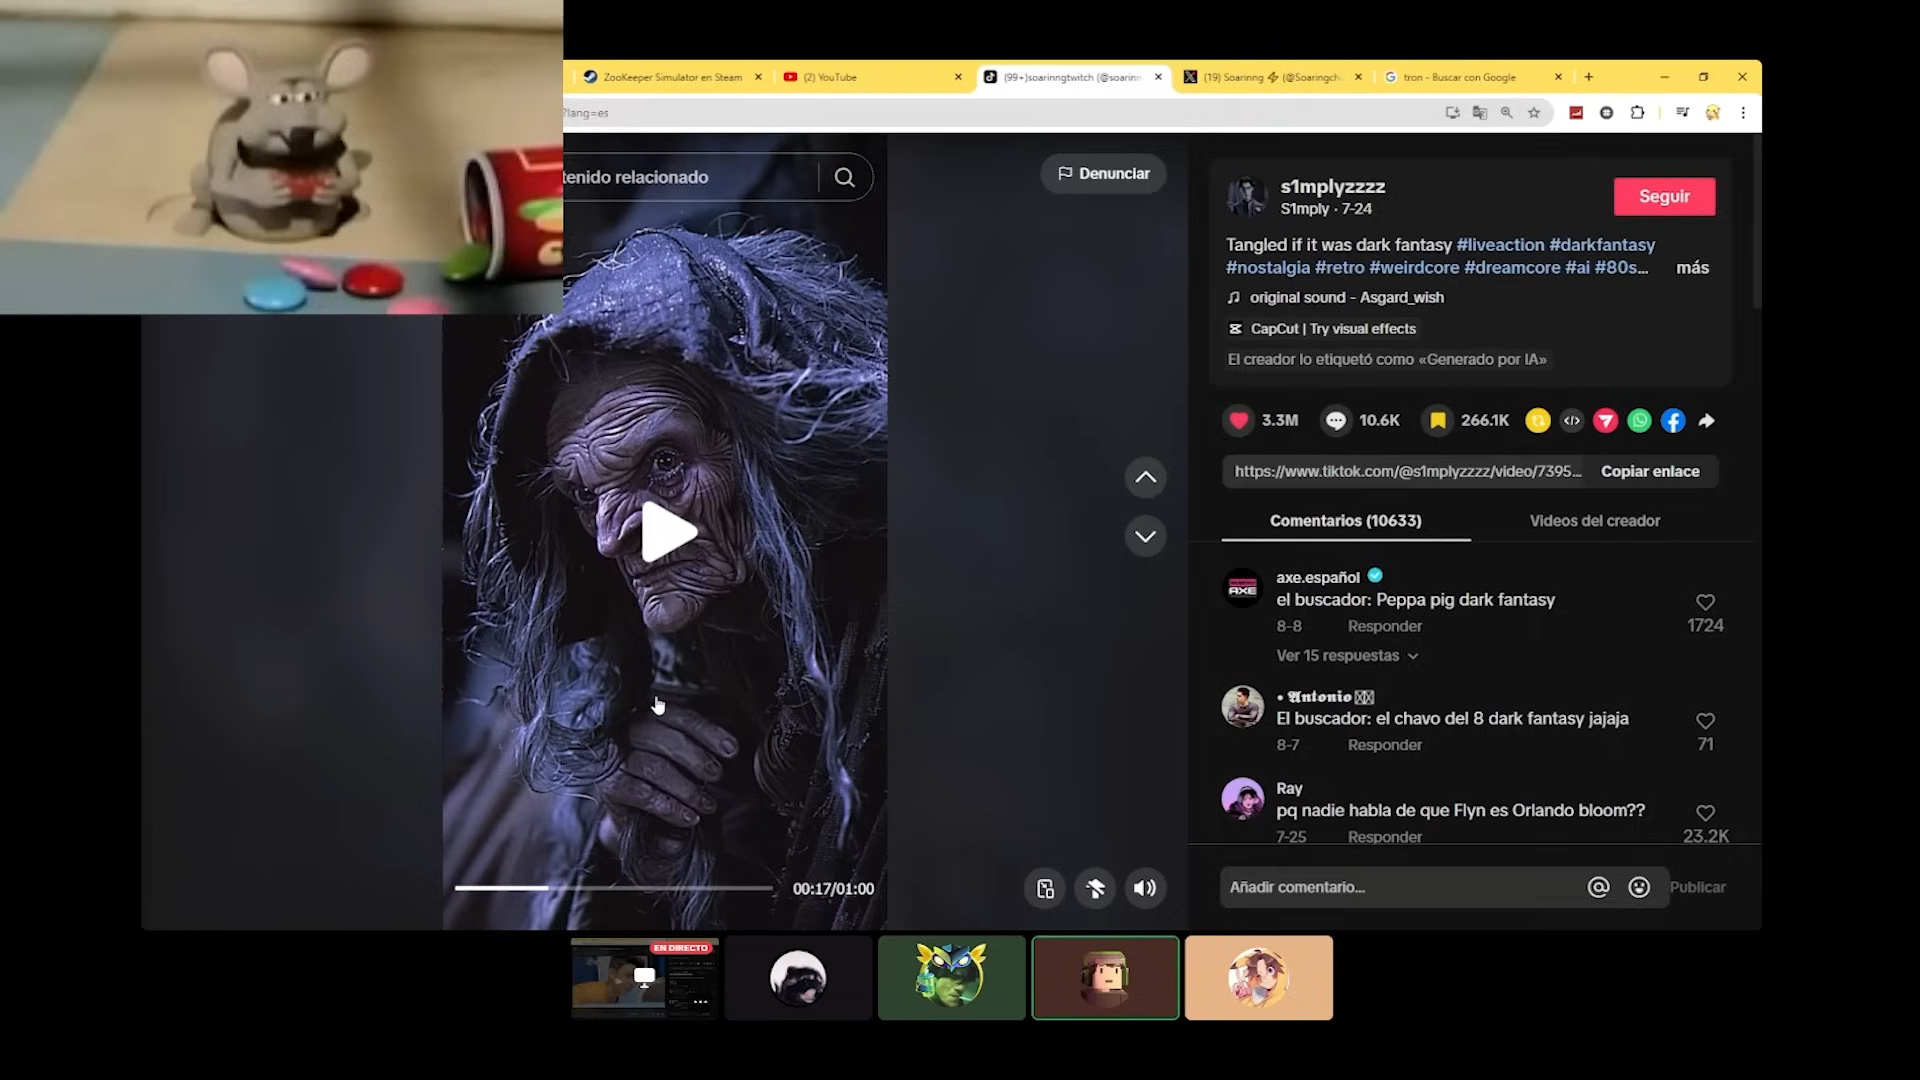 ZooKeeper Simulator en Steam
(2) YouTube
(99+)soarinngtwitch (@soarinn
(19) Soarinng ⚡ (@Soaringch
tron - Buscar con Google
?lang=es
tenido relacionado
Denunciar
s1mplyzzzz
S1mply · 7-24
Seguir
Tangled if it was dark fantasy #liveaction #darkfantasy
#nostalgia #retro #weirdcore #dreamcore #ai #80s...
más
original sound - Asgard_wish
CapCut | Try visual effects
El creador lo etiquetó como «Generado por IA»
3.3M
10.6K
266.1K
https://www.tiktok.com/@s1mplyzzzz/video/7395...
Copiar enlace
Comentarios (10633)
Videos del creador
AXE
axe.español
el buscador: Peppa pig dark fantasy
8-8
Responder
1724
Ver 15 respuestas
• 𝕬𝖓𝖙𝖔𝖓𝖎𝖔
El buscador: el chavo del 8 dark fantasy jajaja
8-7
Responder
71
Ray
pq nadie habla de que Flyn es Orlando bloom??
7-25
Responder
23.2K
00:17/01:00
Añadir comentario...
Publicar
EN DIRECTO